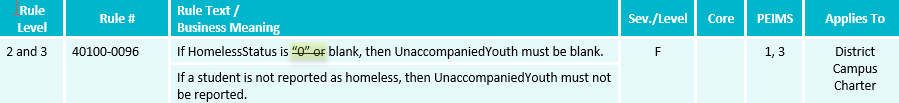 Rule Level Rule # Rule Text / Business Meaning Sev./Level Core PEIMS Applies To
2 and 3 40100-0096 If HomelessStatus is “0” or blank, then UnaccompaniedYouth must be blank. F 1, 3 District
Campus
Charter
If a student is not reported as homeless, then UnaccompaniedYouth must not
be reported.